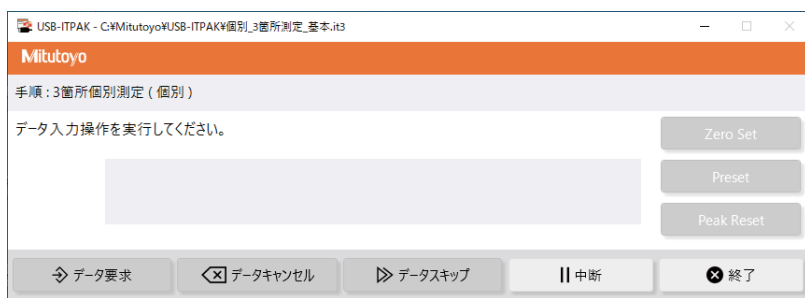 USB-ITPAK - C:¥Mitutoyo¥USB-ITPAK¥個別_3箇所測定_基本.it3
Mitutoyo
手順 : 3箇所個別測定 ( 個別 )
データ入力操作を実行してください。
Zero Set
Preset
Peak Reset
データ要求 データキャンセル データスキップ 中断 終了